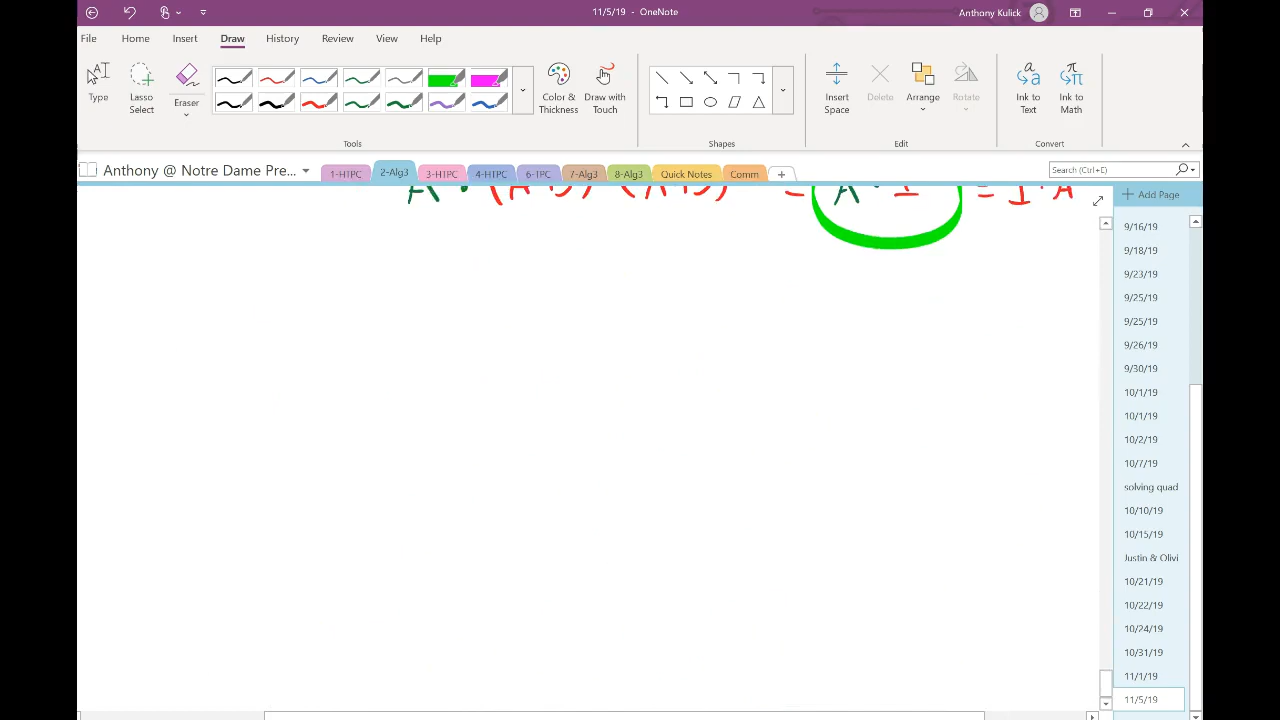 11/5/19 - OneNote
Anthony Kulick
File Home Insert Draw History Review View Help
Type
Lasso Select
Eraser
Color & Thickness
Draw with Touch
Insert Space
Delete
Arrange
Rotate
Ink to Text
Ink to Math
Tools
Shapes
Edit
Convert
Anthony @ Notre Dame Pre...
1-HTPC 2-Alg3 3-HTPC 4-HTPC 6-TPC 7-Alg3 8-Alg3 Quick Notes Comm
Search (Ctrl+E)
Add Page
= A · I = I · A
9/16/19
9/18/19
9/23/19
9/25/19
9/25/19
9/26/19
9/30/19
10/1/19
10/1/19
10/2/19
10/7/19
solving quad
10/10/19
10/15/19
Justin & Olivi
10/21/19
10/22/19
10/24/19
10/31/19
11/1/19
11/5/19